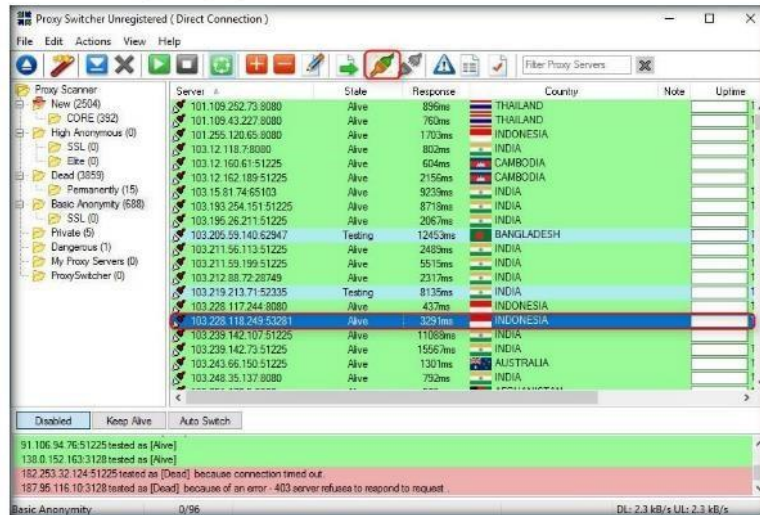 Proxy Switcher Unregistered ( Direct Connection )
File Edit Actions View Help
Filter Proxy Servers
Proxy Scanner
New (2504)
CORE (392)
High Anonymous (0)
SSL (0)
Elite (0)
Dead (3859)
Permanently (15)
Basic Anonymity (688)
SSL (0)
Private (5)
Dangerous (1)
My Proxy Servers (0)
ProxySwitcher (0)
Server State Response Country Note Uptime
101.109.252.73:8080 Alive 896ms THAILAND
101.109.43.227:8080 Alive 760ms THAILAND
101.255.120.65:8080 Alive 1703ms INDONESIA
103.12.118.7:8080 Alive 802ms INDIA
103.12.160.61:51225 Alive 604ms CAMBODIA
103.12.162.189:51225 Alive 2156ms CAMBODIA
103.15.81.74:65103 Alive 9239ms INDIA
103.193.254.151:51225 Alive 8718ms INDIA
103.195.26.211:51225 Alive 2067ms INDIA
103.205.59.140:62947 Testing 12453ms BANGLADESH
103.211.56.113:51225 Alive 2489ms INDIA
103.211.59.199:51225 Alive 5515ms INDIA
103.212.88.72:28749 Alive 2317ms INDIA
103.219.213.71:52335 Testing 8135ms INDIA
103.228.117.244:8080 Alive 437ms INDONESIA
103.228.118.249:53281 Alive 3291ms INDONESIA
103.239.142.107:51225 Alive 11088ms INDIA
103.239.142.73:51225 Alive 15567ms INDIA
103.243.66.150:51225 Alive 1301ms AUSTRALIA
103.248.35.137:8080 Alive 792ms INDIA
Disabled Keep Alive Auto Switch
91.106.94.76:51225 tested as [Alive]
138.0.152.163:3128 tested as [Alive]
182.253.32.124:51225 tested as [Dead] because connection timed out.
187.95.116.10:3128 tested as [Dead] because of an error - 403 server refuses to respond to request .
Basic Anonymity 0/96 DL: 2.3 kB/s UL: 2.3 kB/s